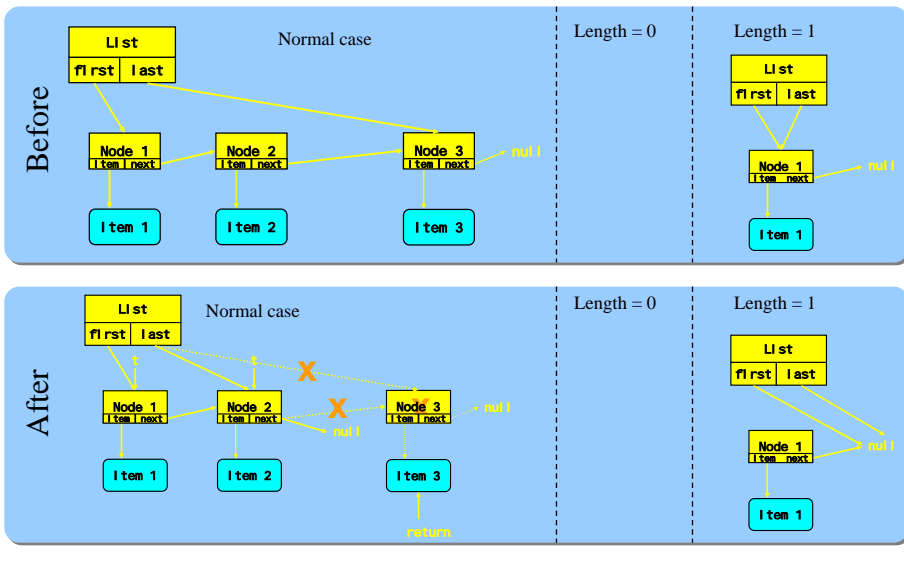 Before
Normal case
Length = 0
Length = 1
List
first last
Node 1
item next
Node 2
item next
Node 3
item next
null
Item 1
Item 2
Item 3
List
first last
Node 1
item next
null
Item 1
After
Normal case
Length = 0
Length = 1
List
first last
t
t
X
Node 1
item next
Node 2
item next
X
Node 3
X
item next
null
null
Item 1
Item 2
Item 3
return
List
first last
Node 1
item next
null
Item 1